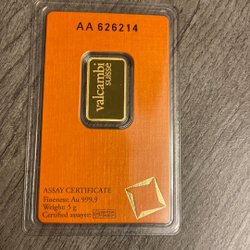 AA 626214
valcambi
suisse
ASSAY CERTIFICATE
Fineness: Au 999.9
Weight: 5 g
Certified assayer: